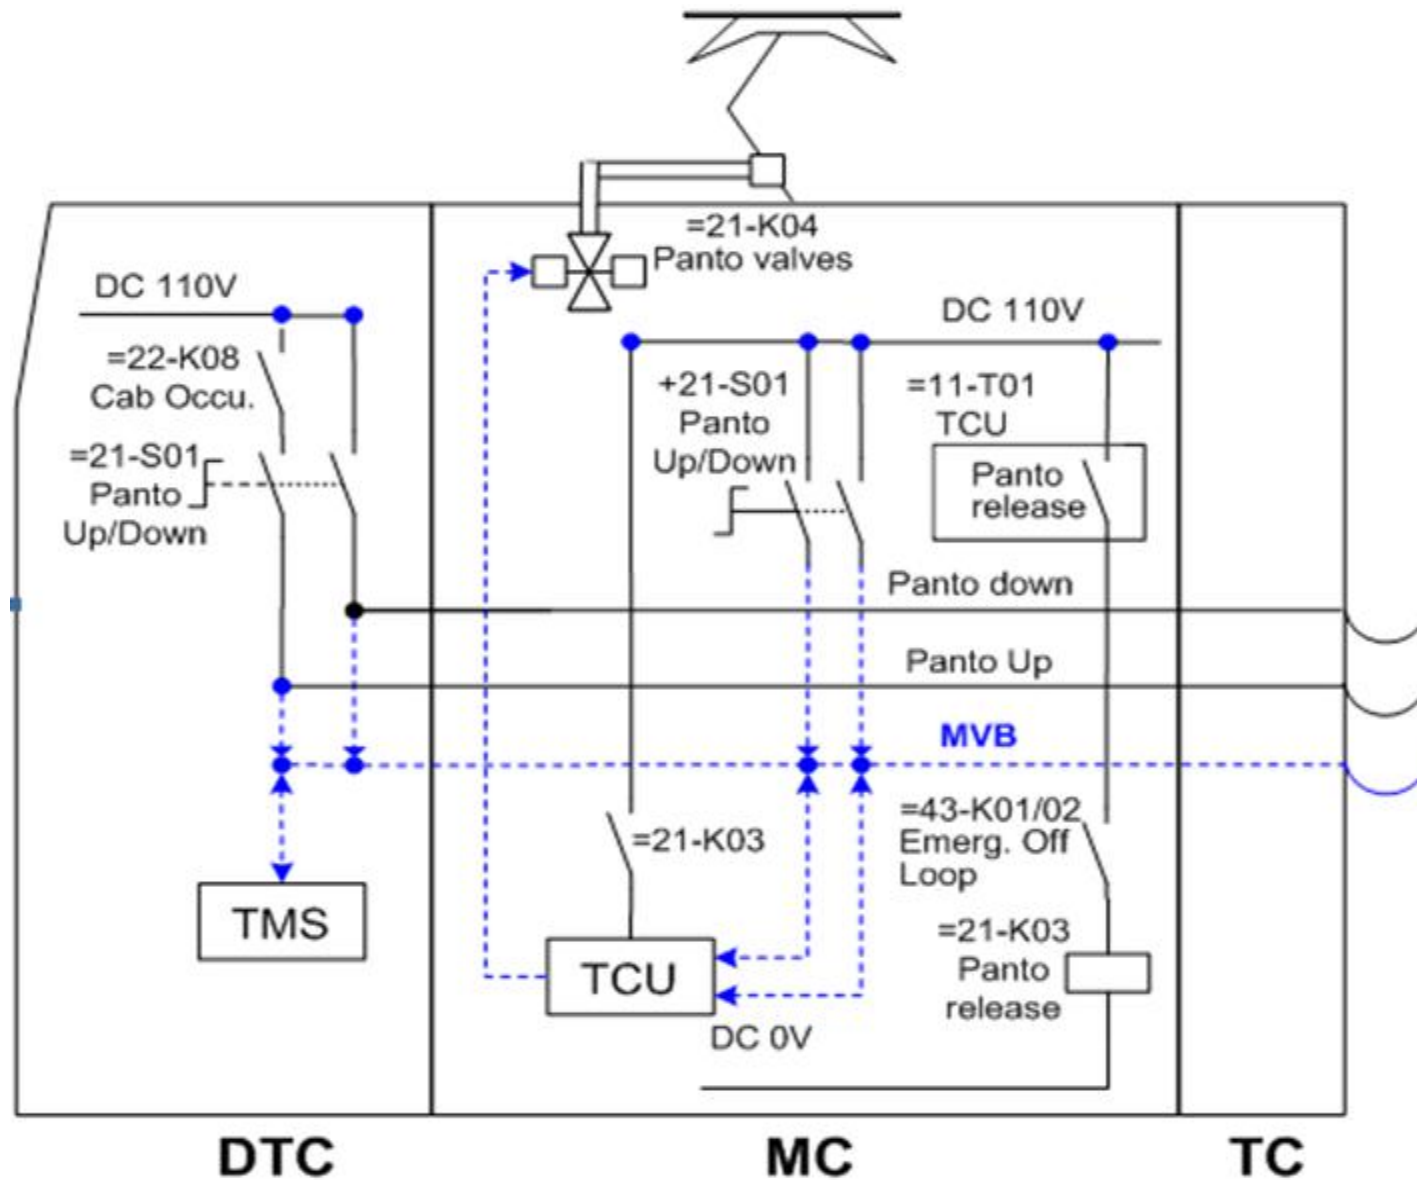 =21-K04
Panto valves
DC 110V
=22-K08
Cab Occu.
=21-S01
Panto
Up/Down
DC 110V
+21-S01
Panto
Up/Down
=11-T01
TCU
Panto
release
Panto down
Panto Up
MVB
=21-K03
=43-K01/02
Emerg. Off
Loop
TMS
TCU
=21-K03
Panto
release
DC 0V
DTC
MC
TC